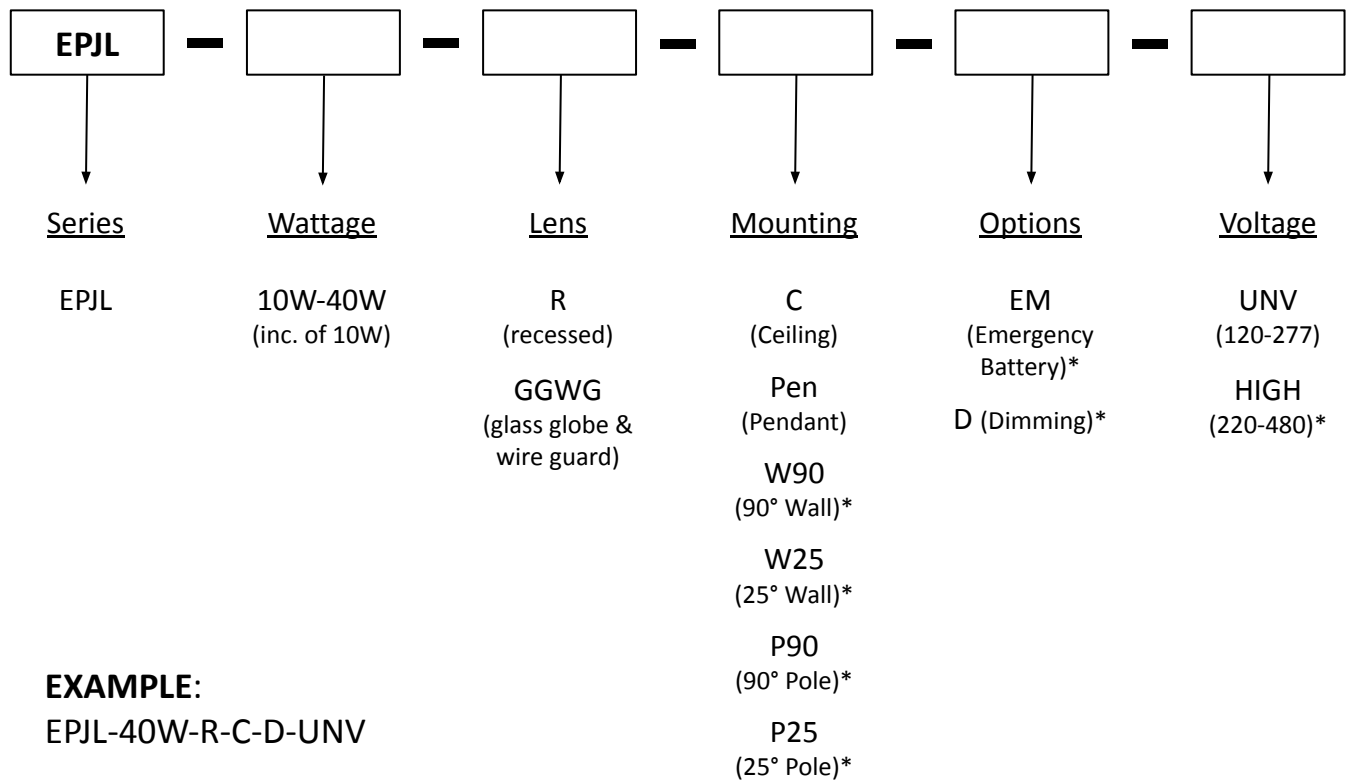 EPJL
Series
EPJL
Wattage
10W-40W
(inc. of 10W)
Lens
R
(recessed)
GGWG
(glass globe &
wire guard)
Mounting
C
(Ceiling)
Pen
(Pendant)
W90
(90° Wall)*
W25
(25° Wall)*
P90
(90° Pole)*
P25
(25° Pole)*
Options
EM
(Emergency
Battery)*
D (Dimming)*
Voltage
UNV
(120-277)
HIGH
(220-480)*
EXAMPLE:
EPJL-40W-R-C-D-UNV